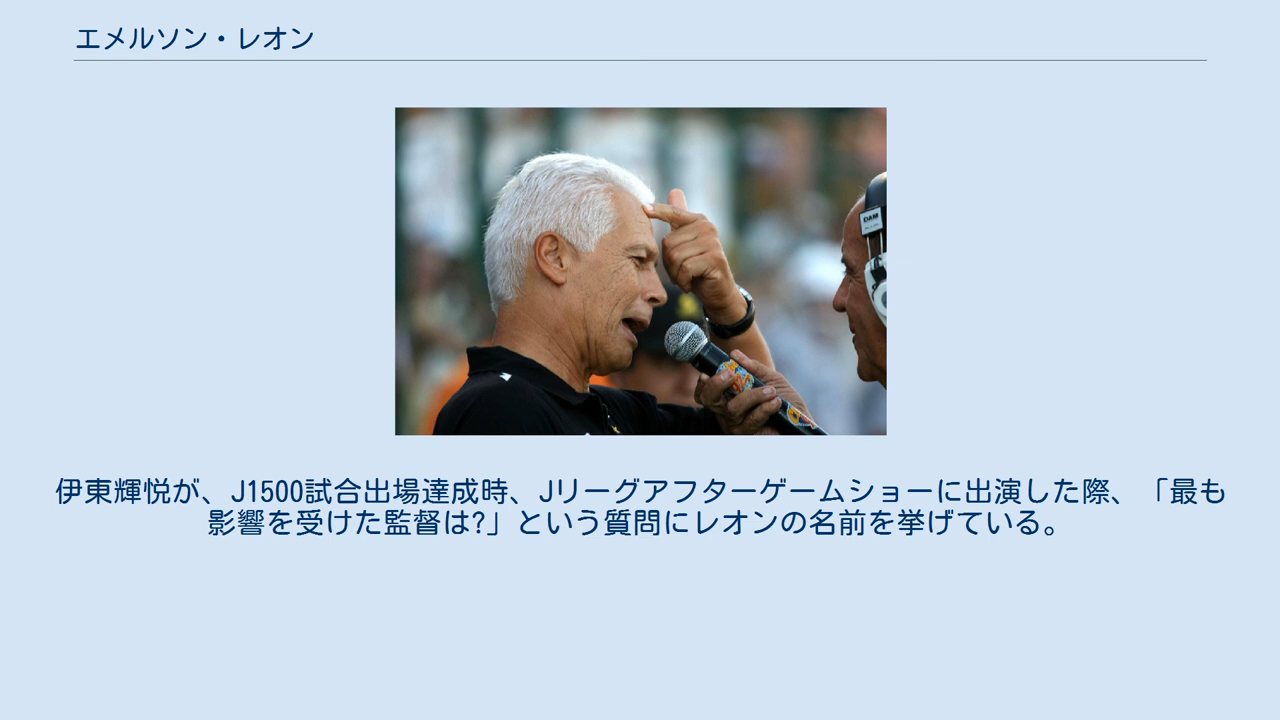 エメルソン・レオン
DAM
伊東輝悦が、J1500試合出場達成時、Jリーグアフターゲームショーに出演した際、「最も
影響を受けた監督は?」という質問にレオンの名前を挙げている。